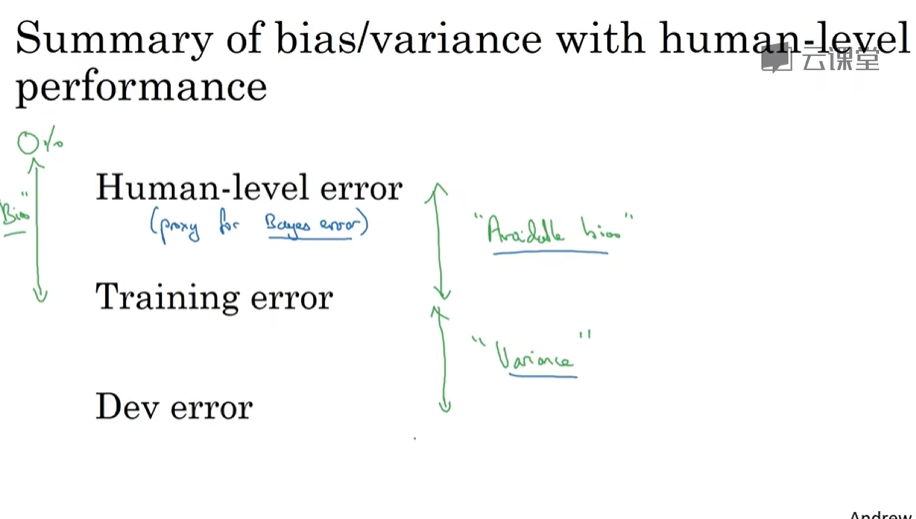 Summary of bias/variance with human-level
performance
云课堂
0%
"Bias"
Human-level error
(proxy for Bayes error)
"Avoidable bias"
Training error
"Variance"
Dev error
Andrew